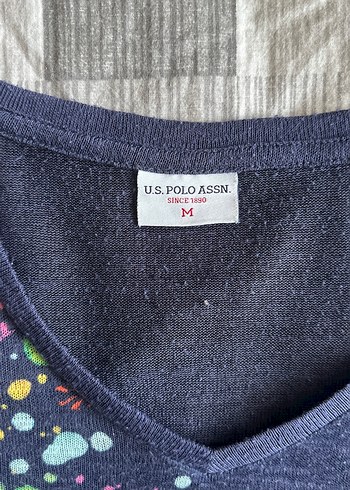 U.S. POLO ASSN.
SINCE 1890
M